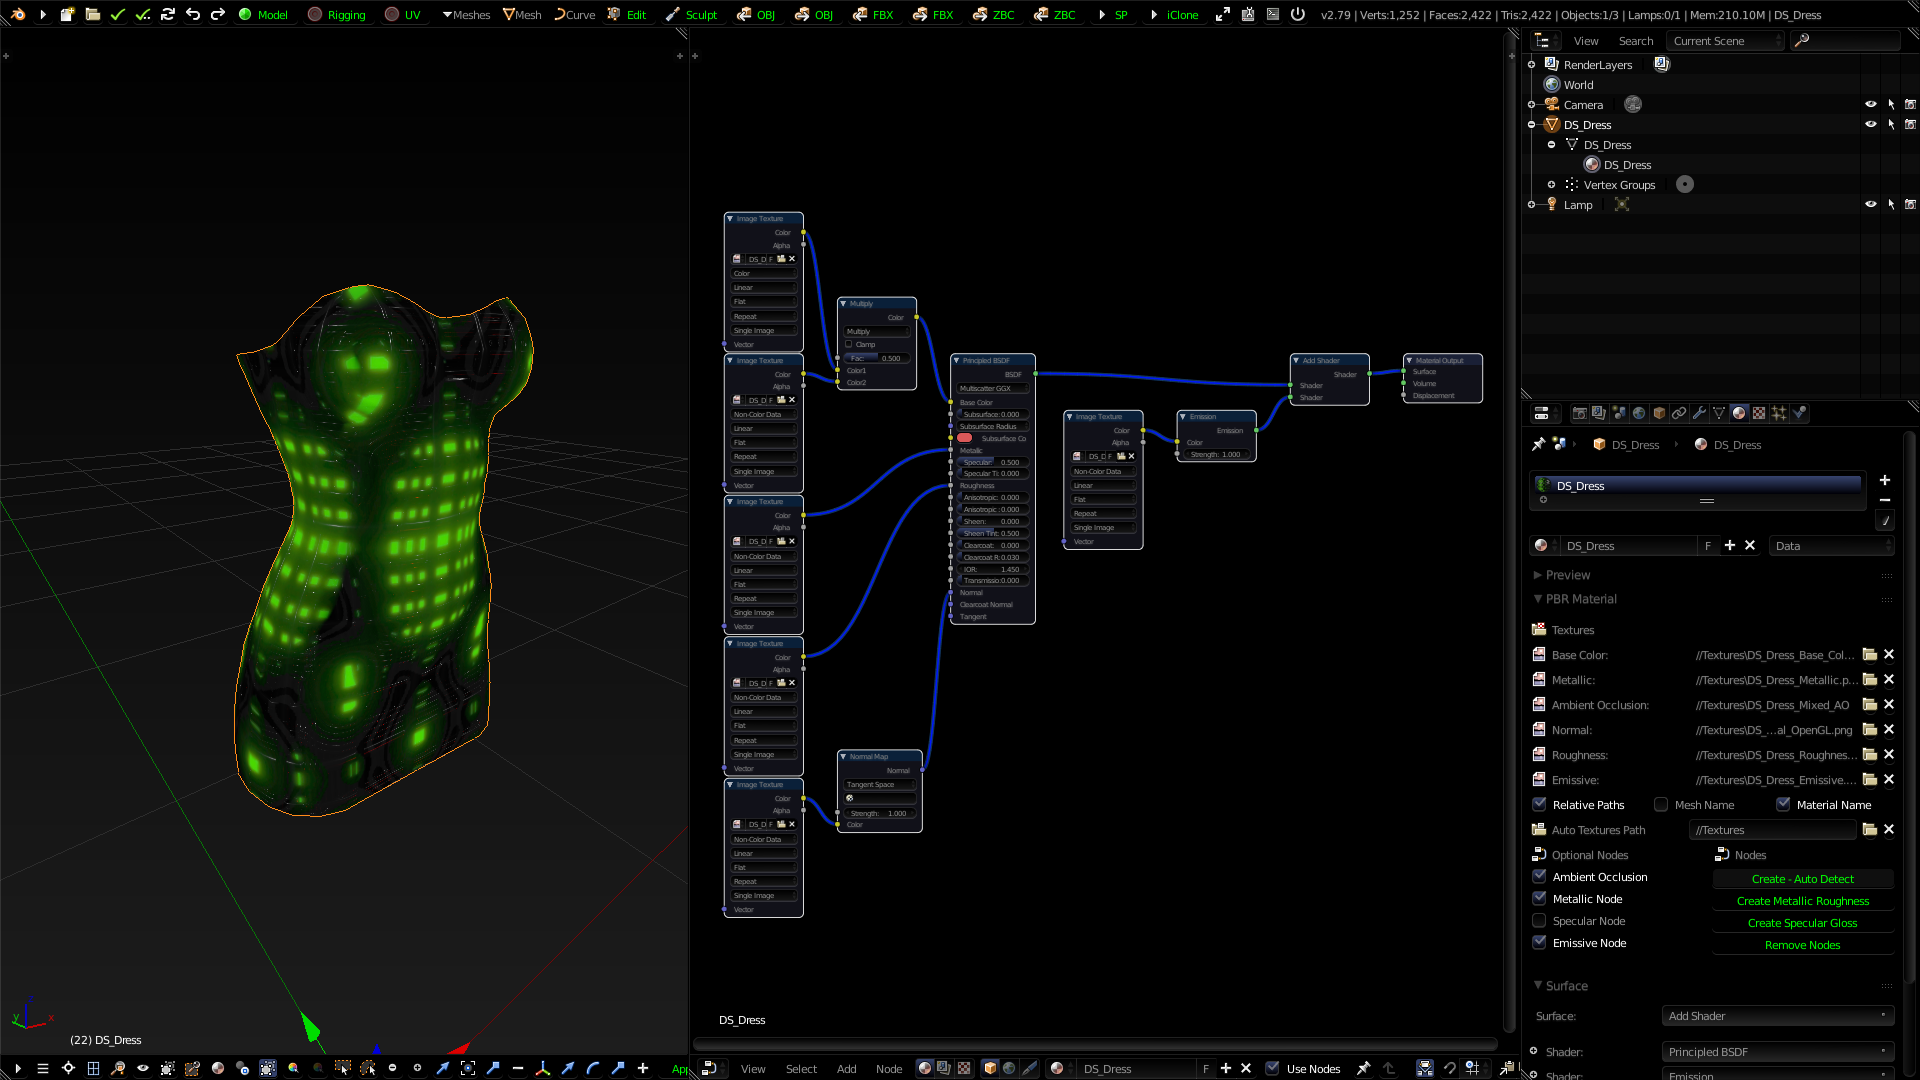 Model Rigging UV Meshes Mesh Curve Edit Sculpt OBJ OBJ FBX FBX ZBC ZBC SP iClone v2.79 | Verts:1,252 | Faces:2,422 | Tris:2,422 | Objects:1/3 | Lamps:0/1 | Mem:210.10M | DS_Dress
View Search Current Scene
RenderLayers
World
Camera
DS_Dress
DS_Dress
DS_Dress
Vertex Groups
Lamp
Image Texture
Color
Alpha
DS_D F
Color
Linear
Flat
Repeat
Single Image
Vector
Image Texture
Color
Alpha
DS_D F
Non-Color Data
Linear
Flat
Repeat
Single Image
Vector
Image Texture
Color
Alpha
DS_D F
Non-Color Data
Linear
Flat
Repeat
Single Image
Vector
Image Texture
Color
Alpha
DS_D F
Non-Color Data
Linear
Flat
Repeat
Single Image
Vector
Image Texture
Color
Alpha
DS_D F
Non-Color Data
Linear
Flat
Repeat
Single Image
Vector
Multiply
Color
Multiply
Clamp
Fac: 0.500
Color1
Color2
Normal Map
Normal
Tangent Space
Strength: 1.000
Color
Principled BSDF
BSDF
Multiscatter GGX
Base Color
Subsurface: 0.000
Subsurface Radius
Subsurface Co
Metallic
Specular: 0.500
Specular Ti: 0.000
Roughness
Anisotropic: 0.000
Anisotropic: 0.000
Sheen: 0.000
Sheen Tint: 0.500
Clearcoat: 0.000
Clearcoat R: 0.030
IOR: 1.450
Transmissio: 0.000
Normal
Clearcoat Normal
Tangent
Image Texture
Color
Alpha
DS_D F
Non-Color Data
Linear
Flat
Repeat
Single Image
Vector
Emission
Emission
Color
Strength: 1.000
Add Shader
Shader
Shader
Shader
Material Output
Surface
Volume
Displacement
DS_Dress DS_Dress
DS_Dress
DS_Dress F Data
Preview
PBR Material
Textures
Base Color: //Textures\DS_Dress_Base_Col...
Metallic: //Textures\DS_Dress_Metallic.p...
Ambient Occlusion: //Textures\DS_Dress_Mixed_AO
Normal: //Textures\DS_...al_OpenGL.png
Roughness: //Textures\DS_Dress_Roughnes...
Emissive: //Textures\DS_Dress_Emissive....
Relative Paths Mesh Name Material Name
Auto Textures Path //Textures
Optional Nodes Nodes
Ambient Occlusion Create - Auto Detect
Metallic Node Create Metallic Roughness
Specular Node Create Specular Gloss
Emissive Node Remove Nodes
Surface
Surface: Add Shader
Shader: Principled BSDF
Shader: Emission
DS_Dress
y x
(22) DS_Dress
View Select Add Node DS_Dress F Use Nodes